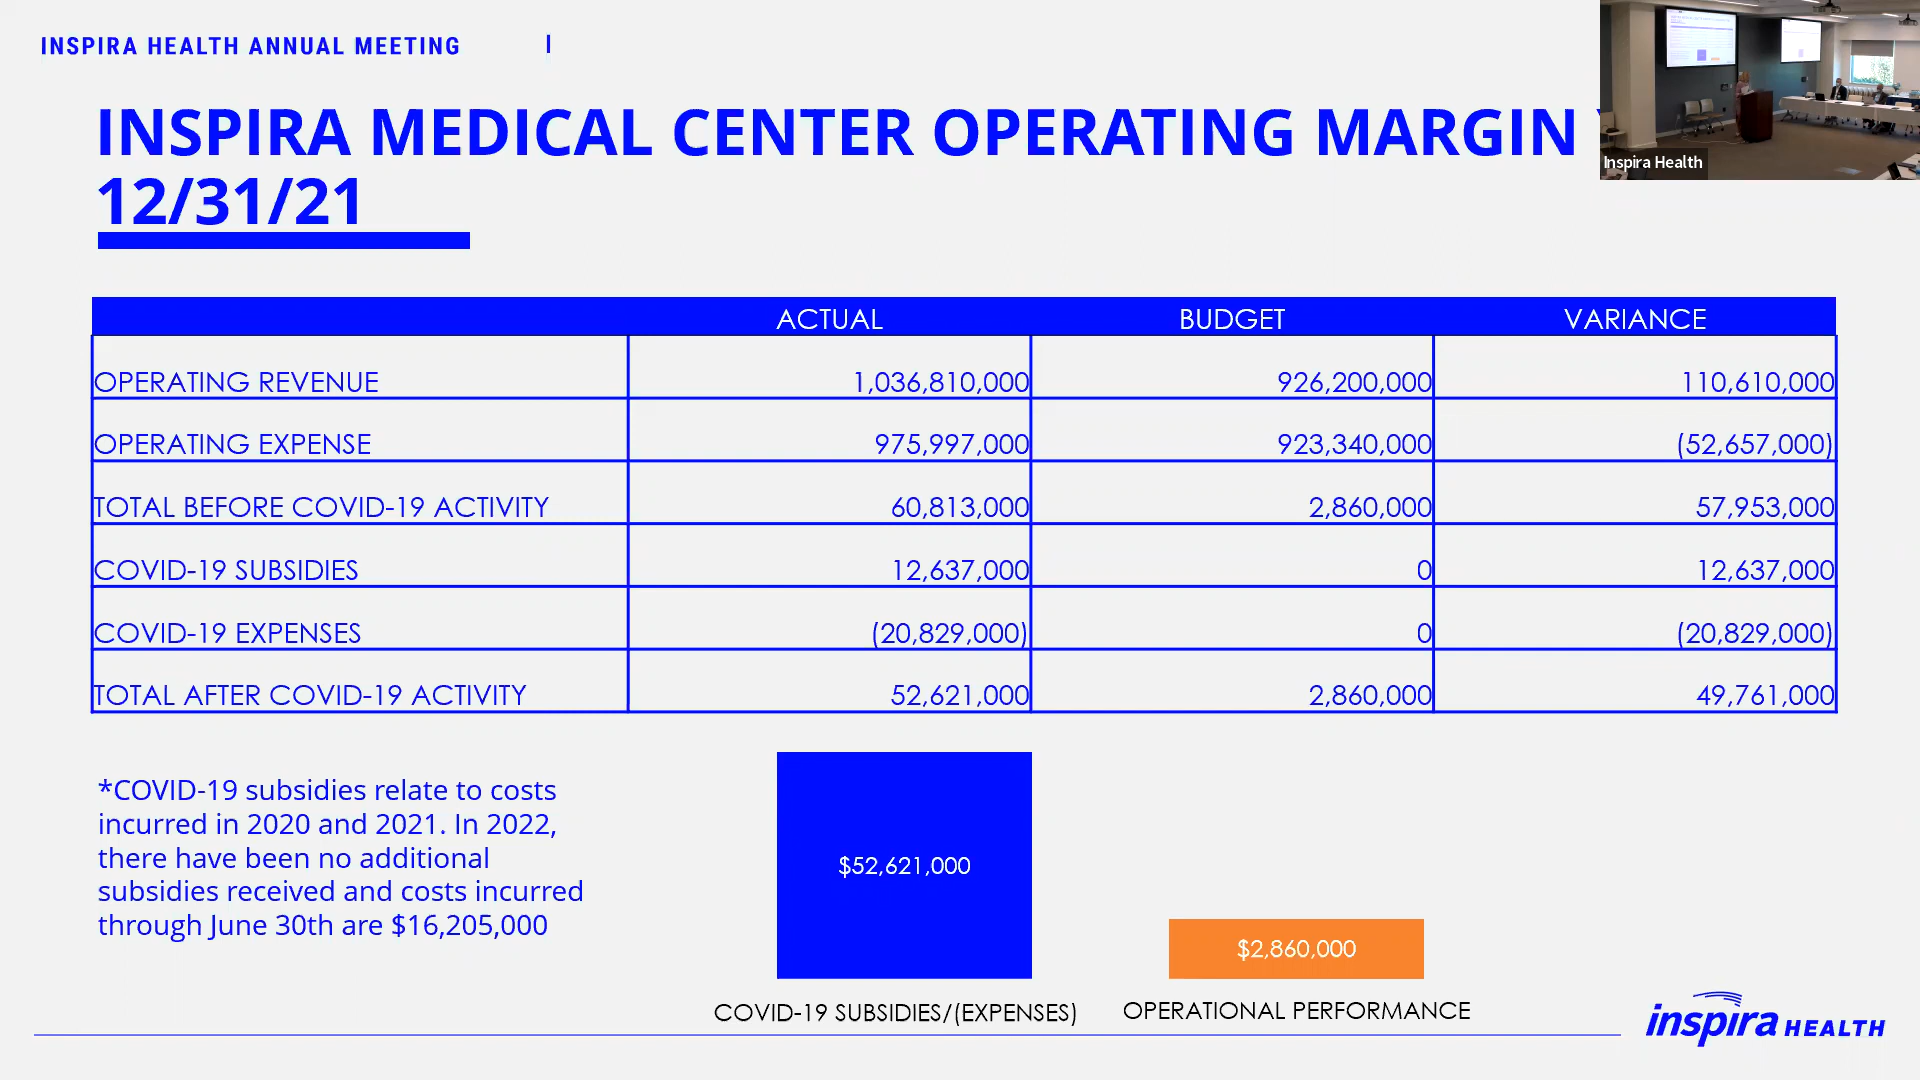 INSPIRA HEALTH ANNUAL MEETING |
INSPIRA MEDICAL CENTER OPERATING MARGIN
12/31/21
Inspira Health
ACTUAL BUDGET VARIANCE
OPERATING REVENUE 1,036,810,000 926,200,000 110,610,000
OPERATING EXPENSE 975,997,000 923,340,000 (52,657,000)
TOTAL BEFORE COVID-19 ACTIVITY 60,813,000 2,860,000 57,953,000
COVID-19 SUBSIDIES 12,637,000 0 12,637,000
COVID-19 EXPENSES (20,829,000) 0 (20,829,000)
TOTAL AFTER COVID-19 ACTIVITY 52,621,000 2,860,000 49,761,000
*COVID-19 subsidies relate to costs
incurred in 2020 and 2021. In 2022,
there have been no additional
subsidies received and costs incurred
through June 30th are $16,205,000
$52,621,000
$2,860,000
COVID-19 SUBSIDIES/(EXPENSES)
OPERATIONAL PERFORMANCE
inspira HEALTH